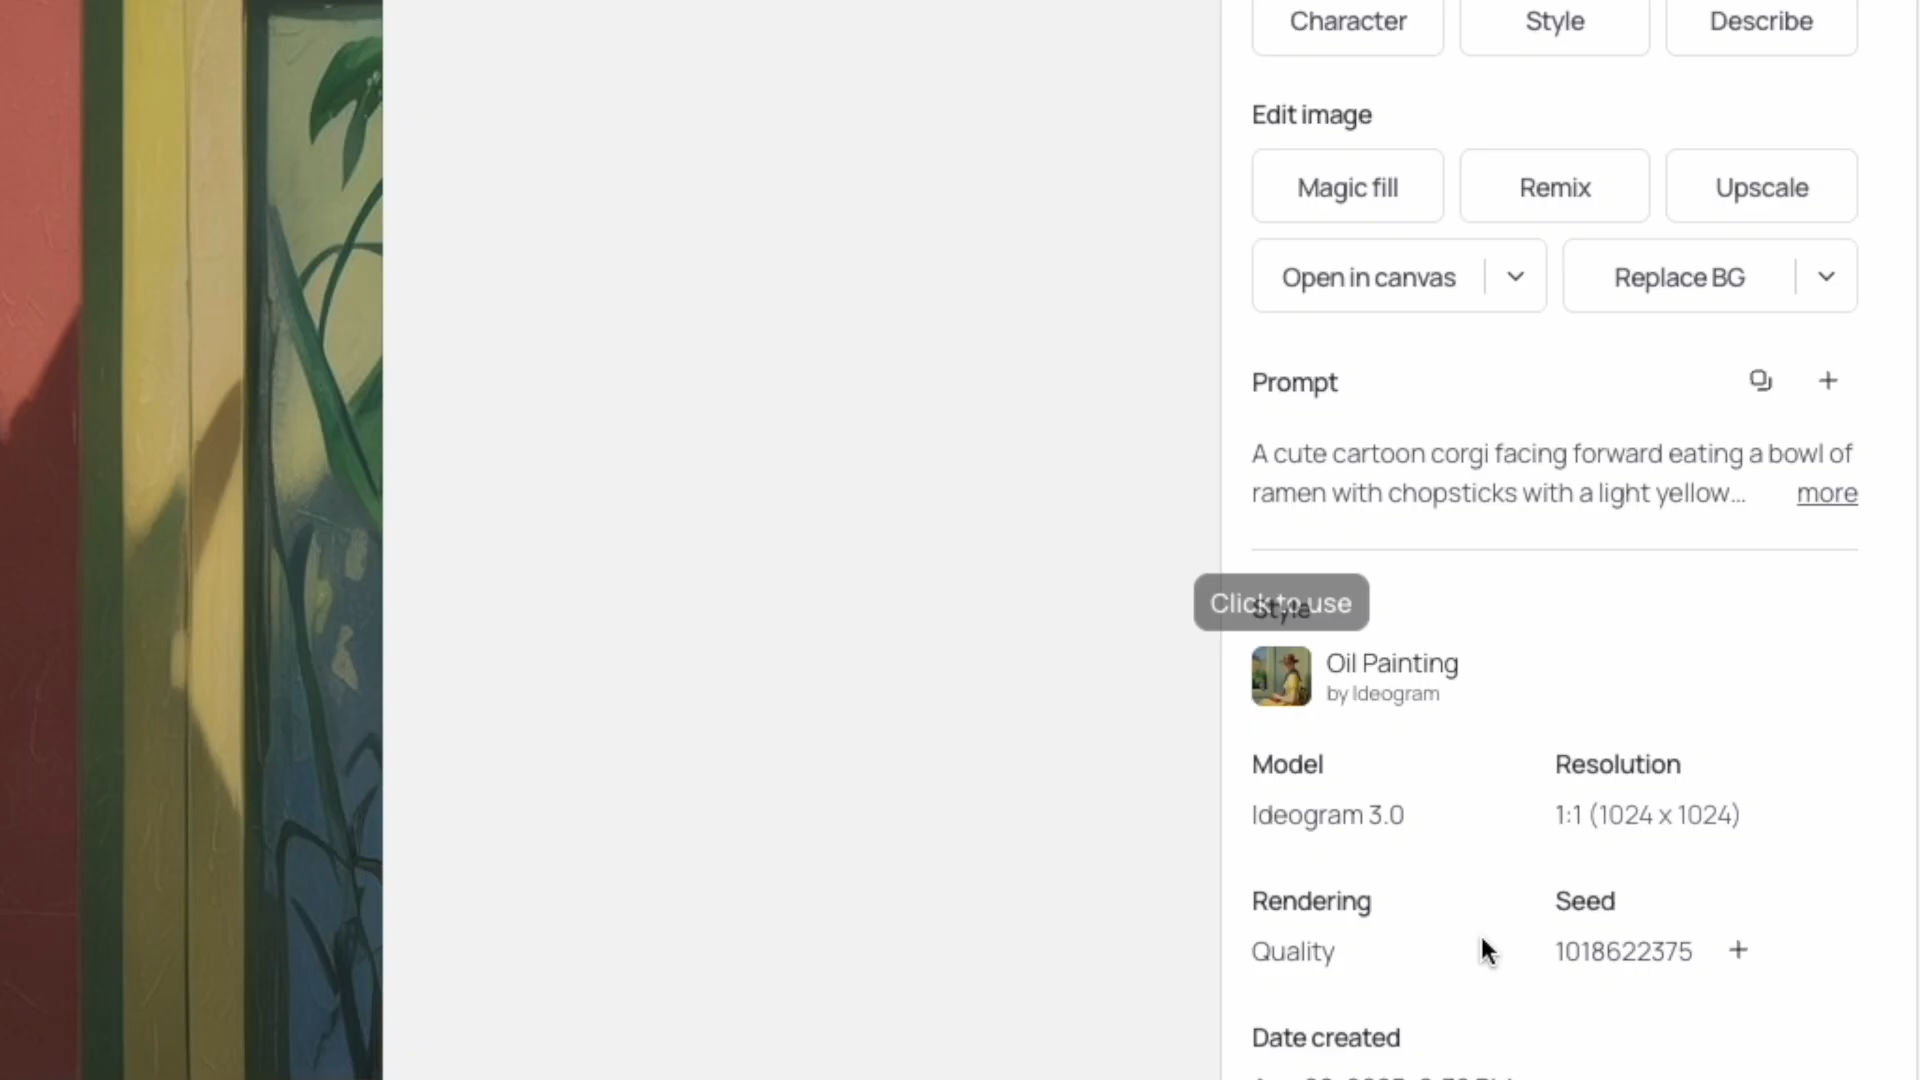 Character Style Describe
Edit image
Magic fill Remix Upscale
Open in canvas Replace BG
Prompt
A cute cartoon corgi facing forward eating a bowl of
ramen with chopsticks with a light yellow... more
Click to use
Style
Oil Painting
by Ideogram
Model Resolution
Ideogram 3.0 1:1 (1024 x 1024)
Rendering Seed
Quality 1018622375
Date created